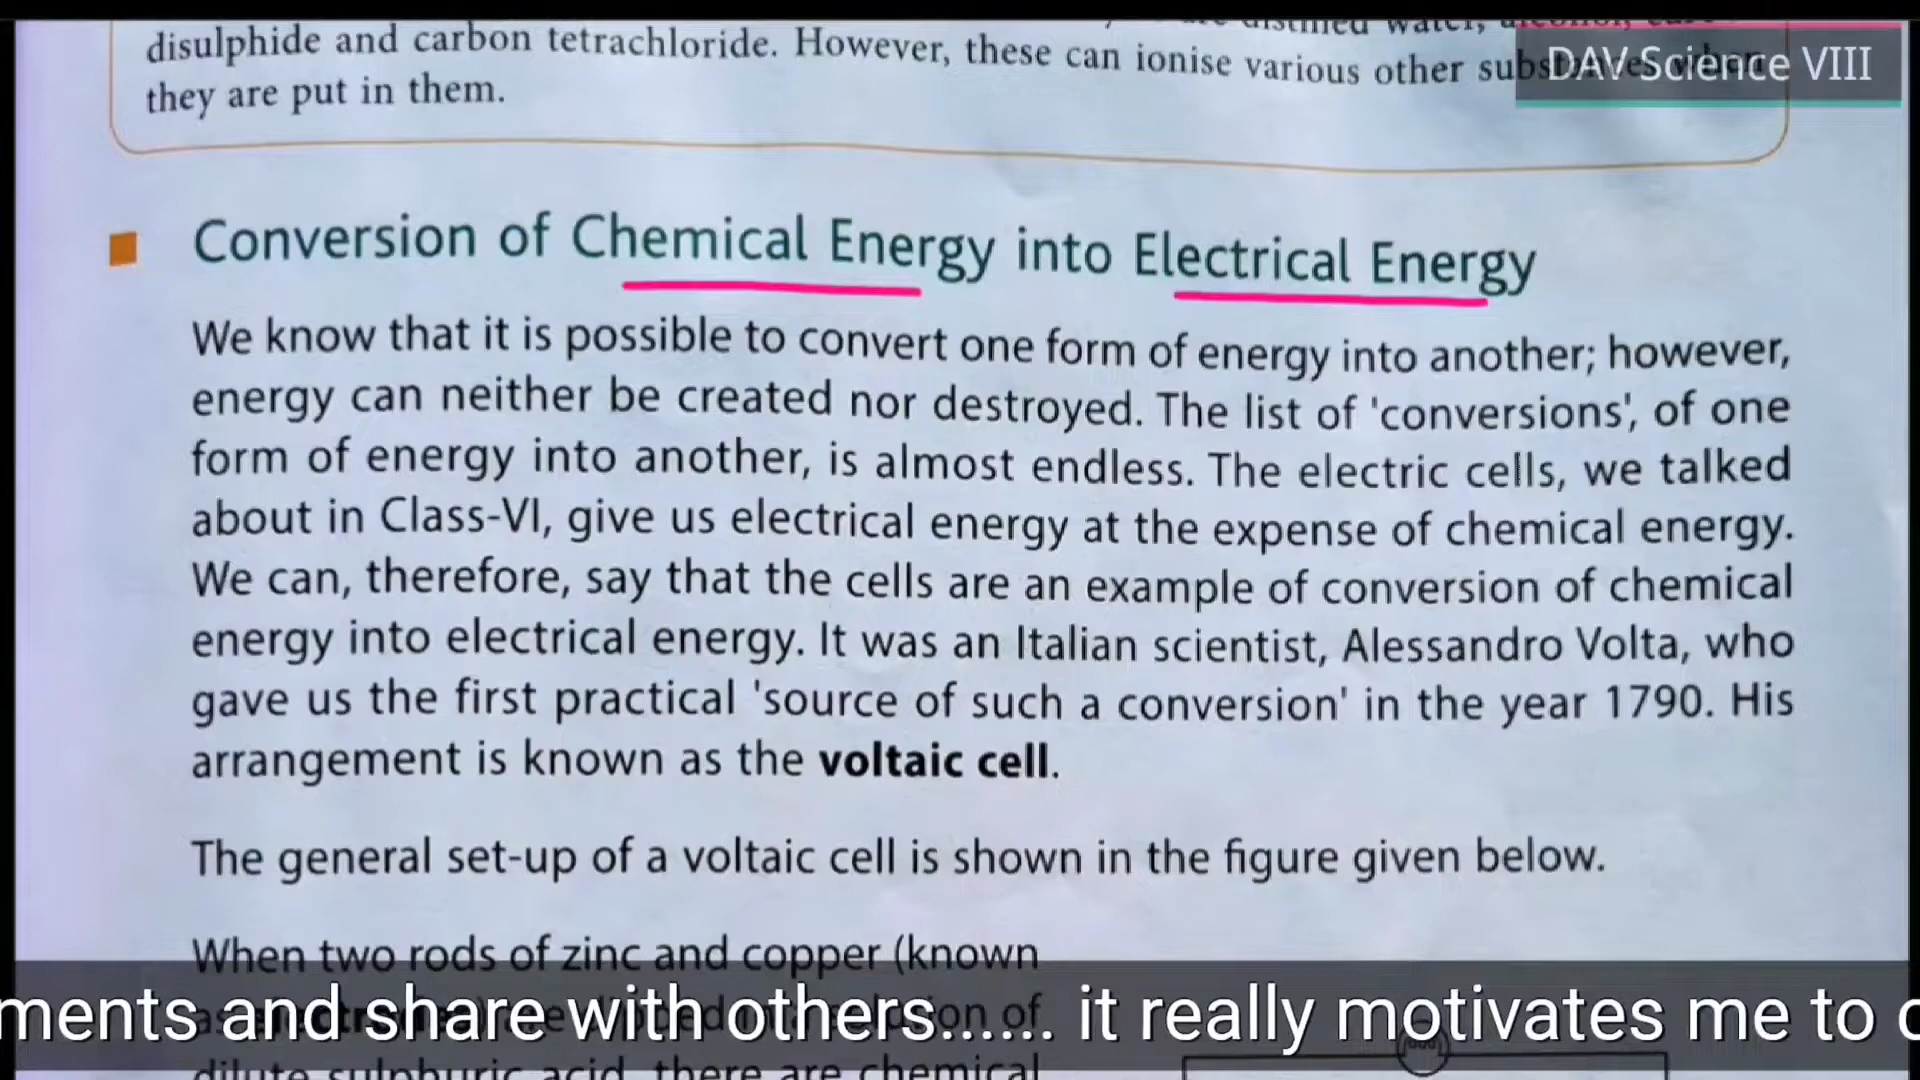 distilled water,
disulphide and carbon tetrachloride. However, these can ionise various other
DAV Science VIII
they are put in them.
Conversion of Chemical Energy into Electrical Energy
We know that it is possible to convert one form of energy into another; however,
energy can neither be created nor destroyed. The list of 'conversions', of one
form of energy into another, is almost endless. The electric cells, we talked
about in Class-VI, give us electrical energy at the expense of chemical energy.
We can, therefore, say that the cells are an example of conversion of chemical
energy into electrical energy. It was an Italian scientist, Alessandro Volta, who
gave us the first practical 'source of such a conversion' in the year 1790. His
arrangement is known as the voltaic cell.
The general set-up of a voltaic cell is shown in the figure given below.
When two rods of zinc and copper (known
ments and share with others...... it really motivates me to
dilute sulphuric acid, there are chemical